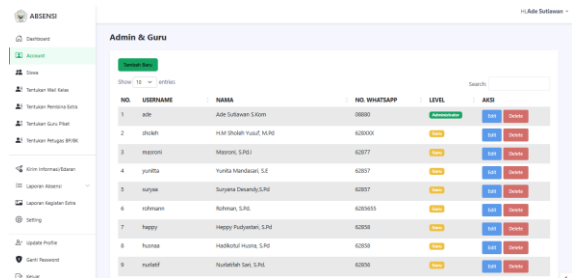 ABSENSI
Hi, Ade Sutiawan
Dashboard
Account
Siswa
Tentukan Wali Kelas
Tentukan Pembina Extra
Tentukan Guru Piket
Tentukan Petugas BP/BK
Kirim Informasi/Edaran
Laporan Absensi
Laporan Kegiatan Extra
Setting
Update Profile
Ganti Password
Keluar
Admin & Guru
Tambah Baru
Show 10 entries
Search:
NO. USERNAME NAMA NO. WHATSAPP LEVEL AKSI
1 ade Ade Sutiawan S.Kom 08880 Administrator Edit Delete
2 sholeh H.M Sholeh Yusuf, M.Pd 628XXX Guru Edit Delete
3 masroni Masroni, S.Pd.I 62877 Guru Edit Delete
4 yunitta Yunita Mandasari, S.E 62857 Guru Edit Delete
5 suryaa Suryana Desandy,S.Pd 62857 Guru Edit Delete
6 rohmann Rohman, S.Pd. 6285655 Guru Edit Delete
7 happy Happy Pudyastari, S.Pd 62858 Guru Edit Delete
8 husnaa Hadikotul Husna, S.Pd 62858 Guru Edit Delete
9 nurlatif Nurlatifah Sari, S.Pd. 62856 Guru Edit Delete